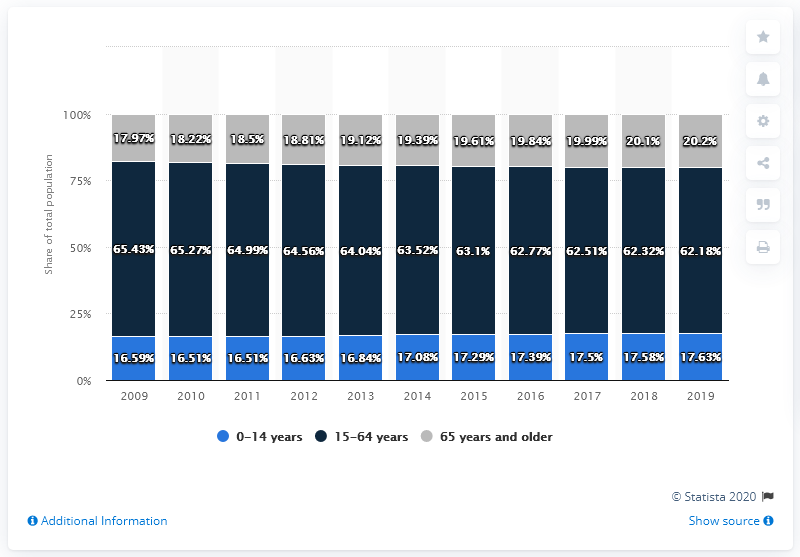 100%
75%
50%
25%
0%
Share of total population
17.97% 18.22% 18.5% 18.81% 19.12% 19.39% 19.61% 19.84% 19.99% 20.1% 20.2%
65.43% 65.27% 64.99% 64.56% 64.04% 63.52% 63.1% 62.77% 62.51% 62.32% 62.18%
16.59% 16.51% 16.51% 16.63% 16.84% 17.08% 17.29% 17.39% 17.5% 17.58% 17.63%
2009 2010 2011 2012 2013 2014 2015 2016 2017 2018 2019
0-14 years 15-64 years 65 years and older
© Statista 2020
Additional Information Show source